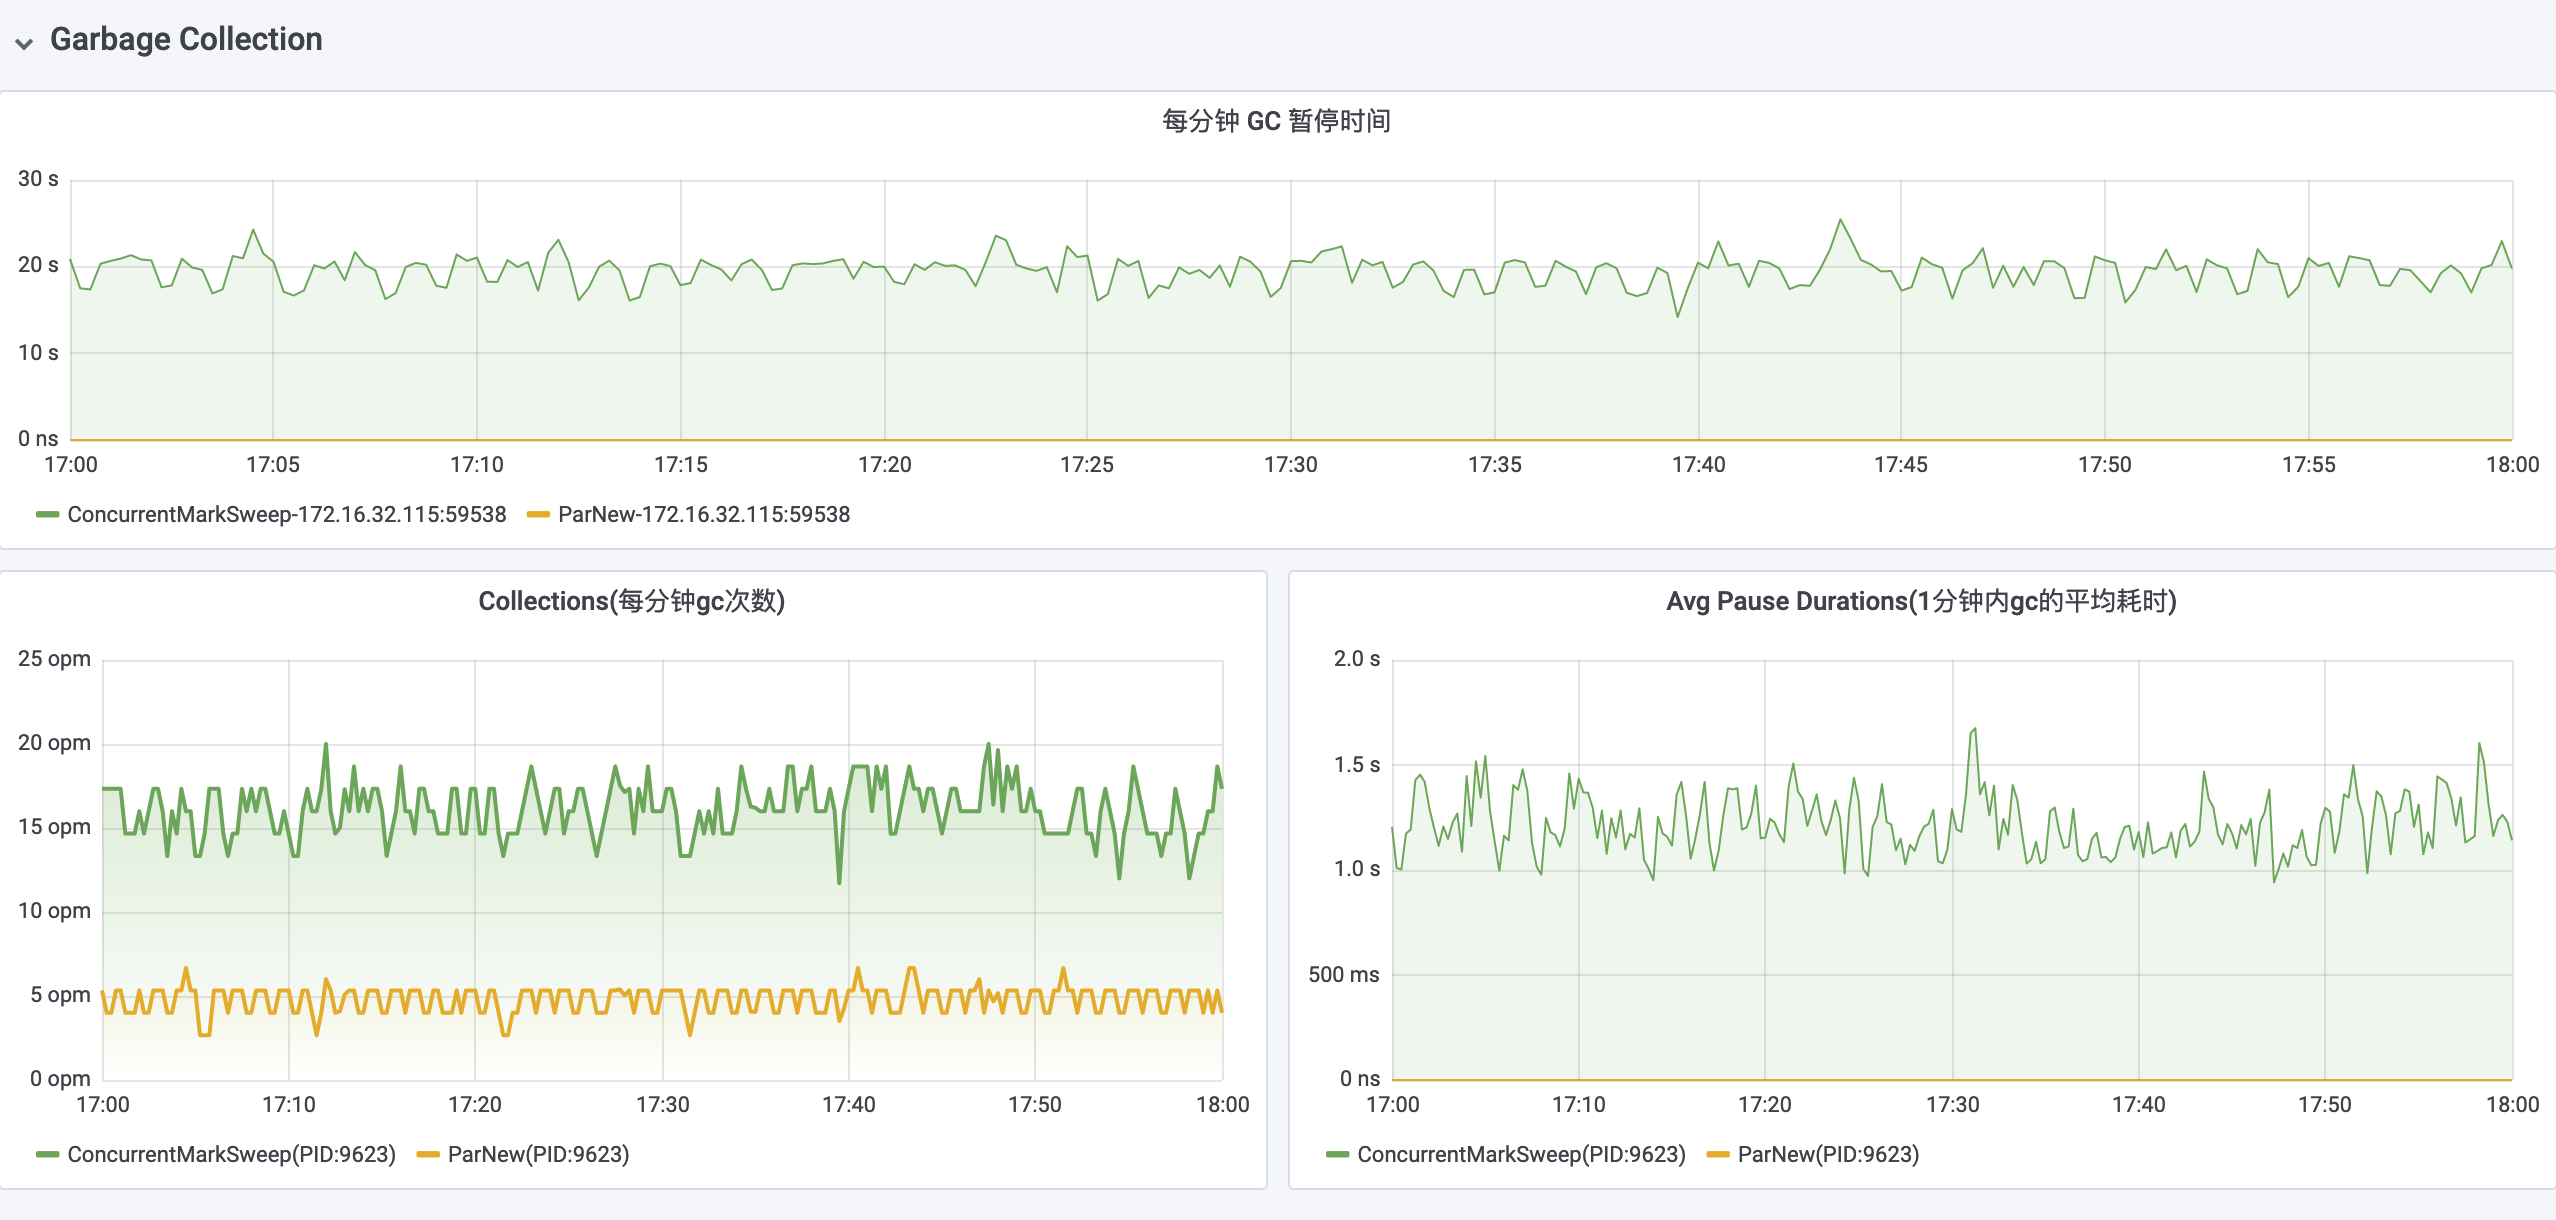 Garbage Collection
每分钟 GC 暂停时间
30 s
20 s
10 s
0 ns
17:00 17:05 17:10 17:15 17:20 17:25 17:30 17:35 17:40 17:45 17:50 17:55 18:00
ConcurrentMarkSweep-172.16.32.115:59538 ParNew-172.16.32.115:59538
Collections(每分钟gc次数)
25 opm
20 opm
15 opm
10 opm
5 opm
0 opm
17:00 17:10 17:20 17:30 17:40 17:50 18:00
ConcurrentMarkSweep(PID:9623) ParNew(PID:9623)
Avg Pause Durations(1分钟内gc的平均耗时)
2.0 s
1.5 s
1.0 s
500 ms
0 ns
17:00 17:10 17:20 17:30 17:40 17:50 18:00
ConcurrentMarkSweep(PID:9623) ParNew(PID:9623)